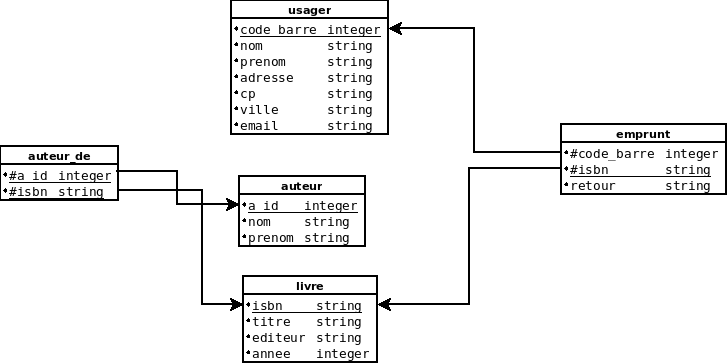 usager
code_barre integer
nom string
prenom string
adresse string
cp string
ville string
email string
emprunt
#code_barre integer
#isbn string
retour string
auteur_de
#a_id integer
#isbn string
auteur
a_id integer
nom string
prenom string
livre
isbn string
titre string
editeur string
annee integer